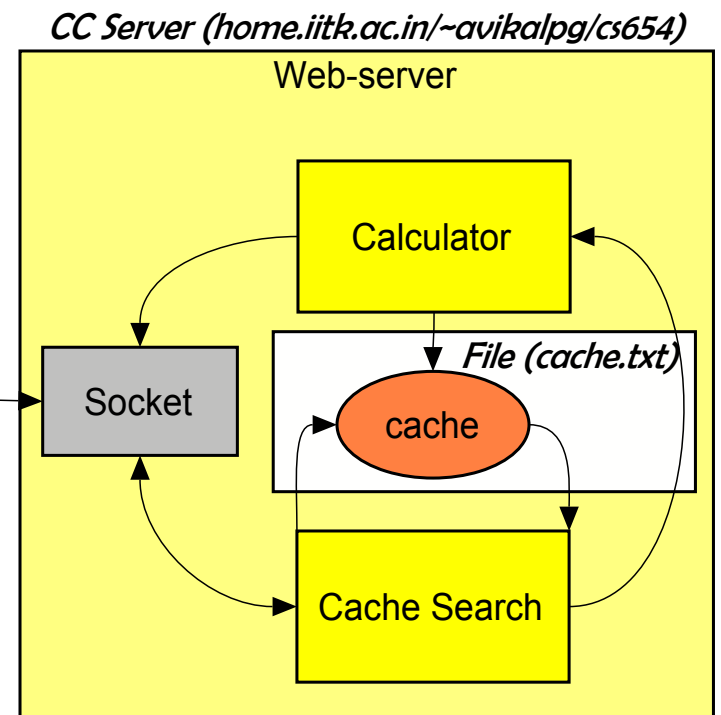 CC Server (home.iitk.ac.in/~avikalpg/cs654)
Web-server
Calculator
File (cache.txt)
Socket
cache
Cache Search